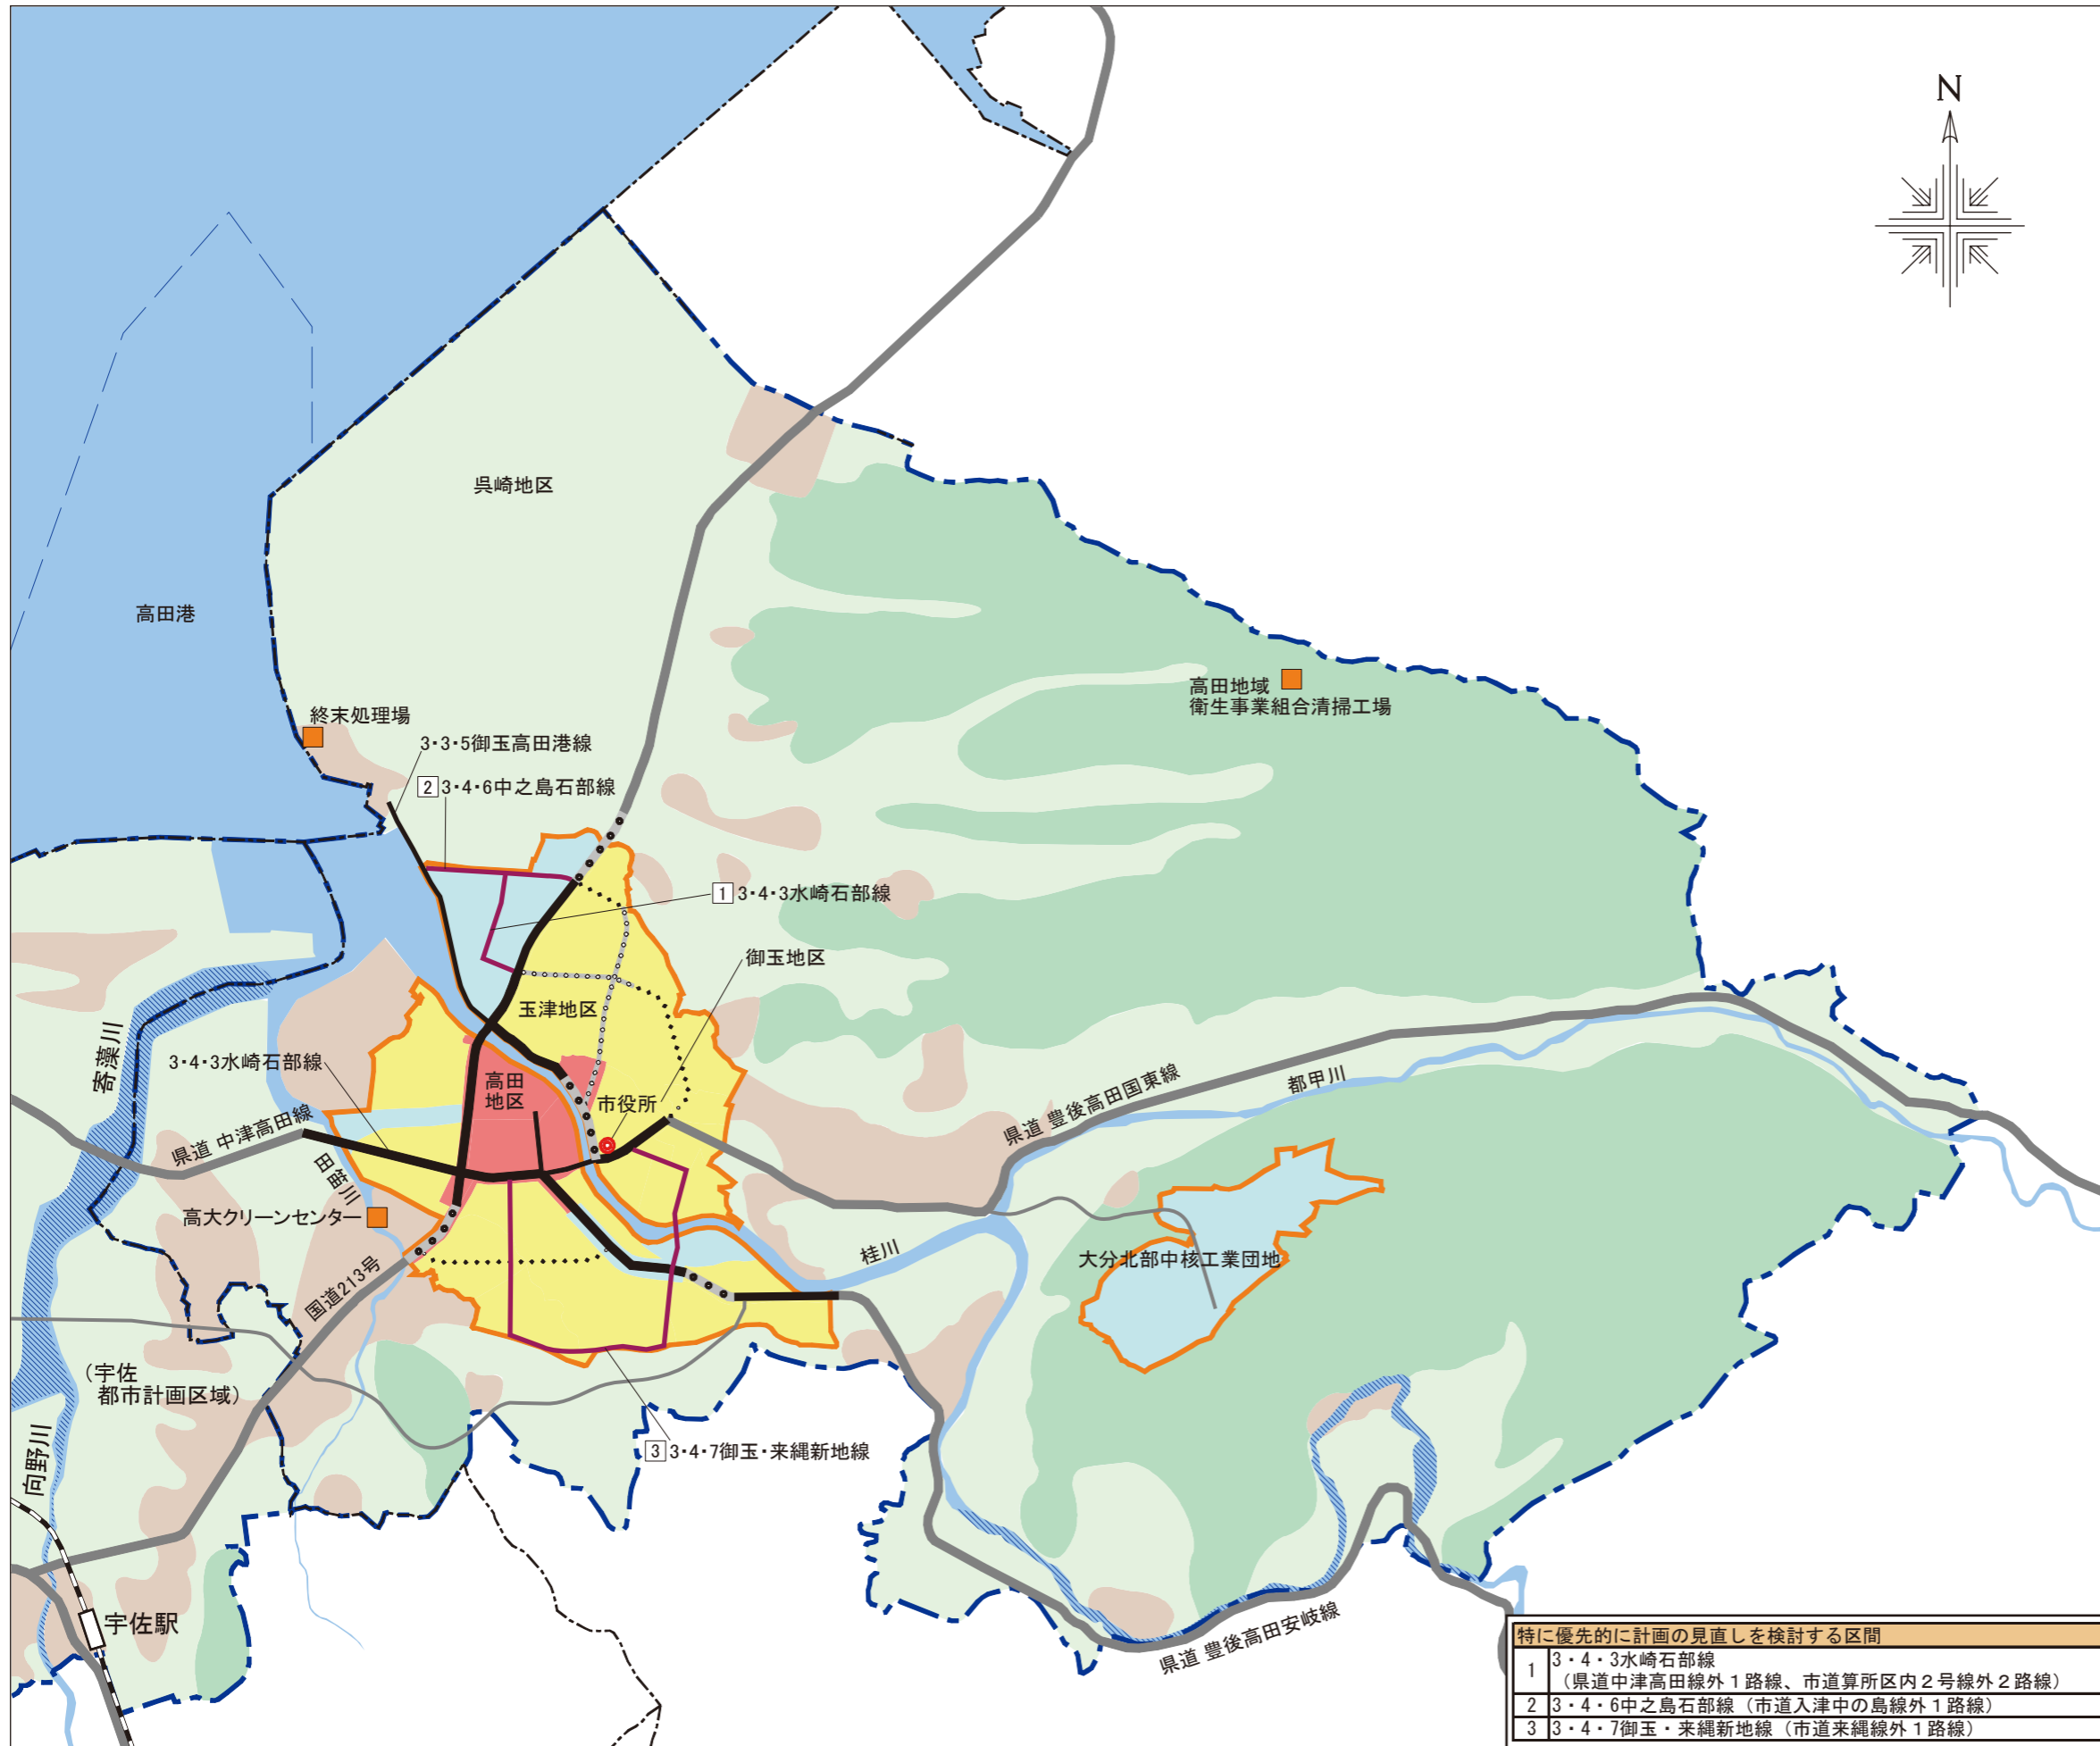 N
呉崎地区
高田港
高田地域
衛生事業組合清掃工場
終末処理場
3・3・5御玉高田港線
2 3・4・6中之島石部線
1 3・4・3水崎石部線
御玉地区
玉津地区
寄藻川
3・4・3水崎石部線
高田
地区
市役所
県道 豊後高田国東線
都甲川
県道 中津高田線
田笛川
高大クリーンセンター
桂川
大分北部中核工業団地
国道213号
（宇佐
都市計画区域）
向野川
3 3・4・7御玉・来縄新地線
宇佐駅
県道 豊後高田安岐線
特に優先的に計画の見直しを検討する区間
1 3・4・3水崎石部線
（県道中津高田線外１路線、市道算所区内２号線外２路線）
2 3・4・6中之島石部線（市道入津中の島線外１路線）
3 3・4・7御玉・来縄新地線（市道来縄線外１路線）